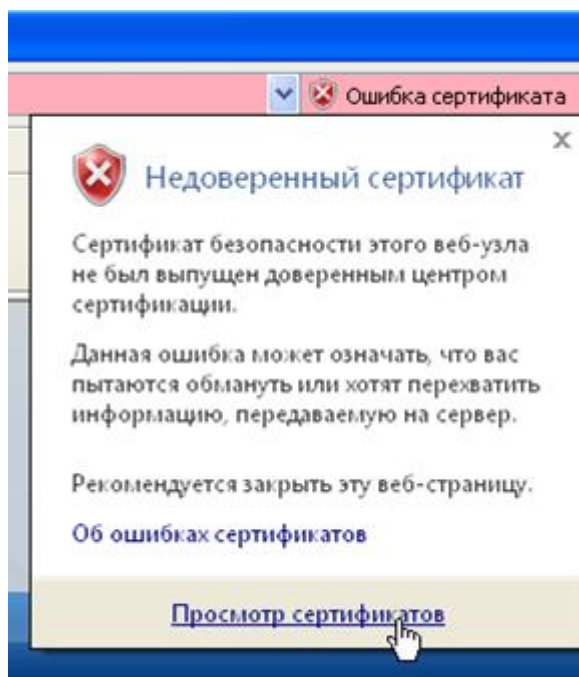 Ошибка сертификата
Недоверенный сертификат
Сертификат безопасности этого веб-узла
не был выпущен доверенным центром
сертификации.
Данная ошибка может означать, что вас
пытаются обмануть или хотят перехватить
информацию, передаваемую на сервер.
Рекомендуется закрыть эту веб-страницу.
Об ошибках сертификатов
Просмотр сертификатов